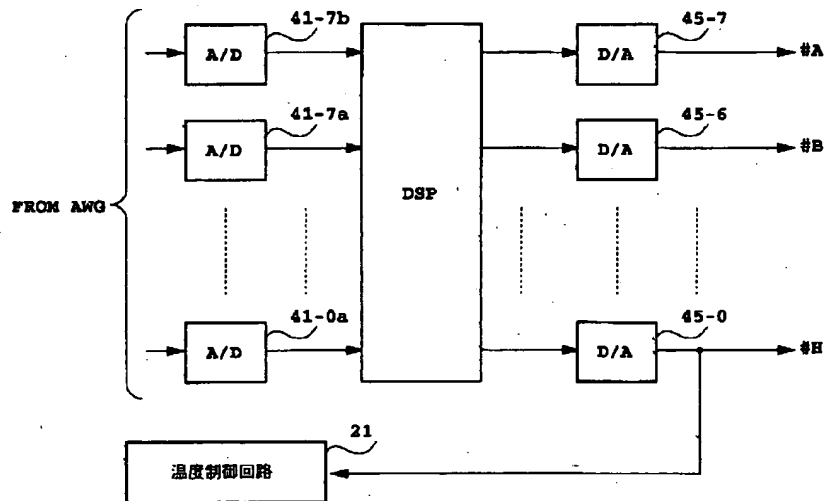 41-7b
45-7
A/D
D/A
#A
41-7a
45-6
A/D
D/A
#B
DSP
FROM AWG
41-0a
45-0
A/D
D/A
#H
21
温度制御回路